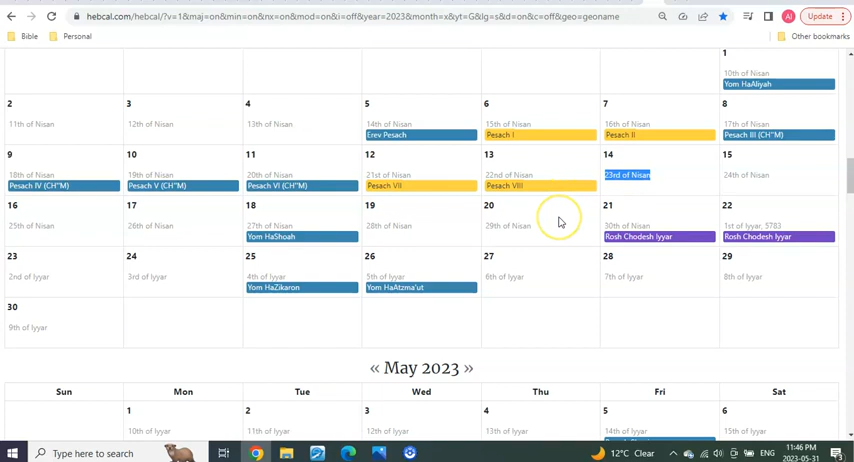 hebcal.com/hebcal/?v=1&maj=on&min=on&nx=on&mod=on&i=off&year=2023&month=x&yt=G&lg=s&d=on&c=off&geo=geoname
AI
Update
Bible
Personal
Other bookmarks
1
10th of Nisan
Yom HaAliyah
2 3 4 5 6 7 8
11th of Nisan 12th of Nisan 13th of Nisan 14th of Nisan 15th of Nisan 16th of Nisan 17th of Nisan
Erev Pesach Pesach I Pesach II Pesach III (CH"M)
9 10 11 12 13 14 15
18th of Nisan 19th of Nisan 20th of Nisan 21st of Nisan 22nd of Nisan 23rd of Nisan 24th of Nisan
Pesach IV (CH"M) Pesach V (CH"M) Pesach VI (CH"M) Pesach VII Pesach VIII
16 17 18 19 20 21 22
25th of Nisan 26th of Nisan 27th of Nisan 28th of Nisan 29th of Nisan 30th of Nisan 1st of Iyyar, 5783
Yom HaShoah Rosh Chodesh Iyyar Rosh Chodesh Iyyar
23 24 25 26 27 28 29
2nd of Iyyar 3rd of Iyyar 4th of Iyyar 5th of Iyyar 6th of Iyyar 7th of Iyyar 8th of Iyyar
Yom HaZikaron Yom HaAtzma'ut
30
9th of Iyyar
« May 2023 »
Sun Mon Tue Wed Thu Fri Sat
1 2 3 4 5 6
10th of Iyyar 11th of Iyyar 12th of Iyyar 13th of Iyyar 14th of Iyyar 15th of Iyyar
Type here to search
12°C Clear
ENG
11:46 PM
2023-05-31
3